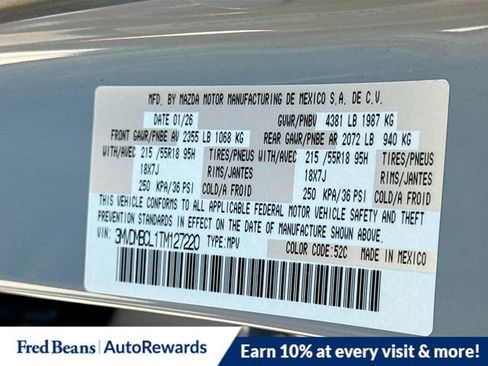 MFD. BY MAZDA MOTOR MANUFACTURING DE MEXICO S.A. DE C.V.
DATE 01/26 GVWR/PNBV 4381 LB 1987 KG
FRONT GAWR/PNBE AV 2355 LB 1068 KG REAR GAWR/PNBE AR 2072 LB 940 KG
WITH/AVEC 215 /55R18 95H TIRES/PNEUS WITH/AVEC 215 /55R18 95H TIRES/PNEUS
18X7J RIMS/JANTES 18X7J RIMS/JANTES
250 KPA/36 PSI COLD/A FROID 250 KPA/36 PSI COLD/A FROID
THIS VEHICLE CONFORMS TO ALL APPLICABLE FEDERAL MOTOR VEHICLE SAFETY AND THEFT
PREVENTION STANDARDS IN EFFECT ON THE DATE OF MANUFACTURE SHOWN ABOVE.
VIN: 3MVDMBCL1TM127220 TYPE:MPV COLOR CODE:52C MADE IN MEXICO
Fred Beans AutoRewards Earn 10% at every visit & more!